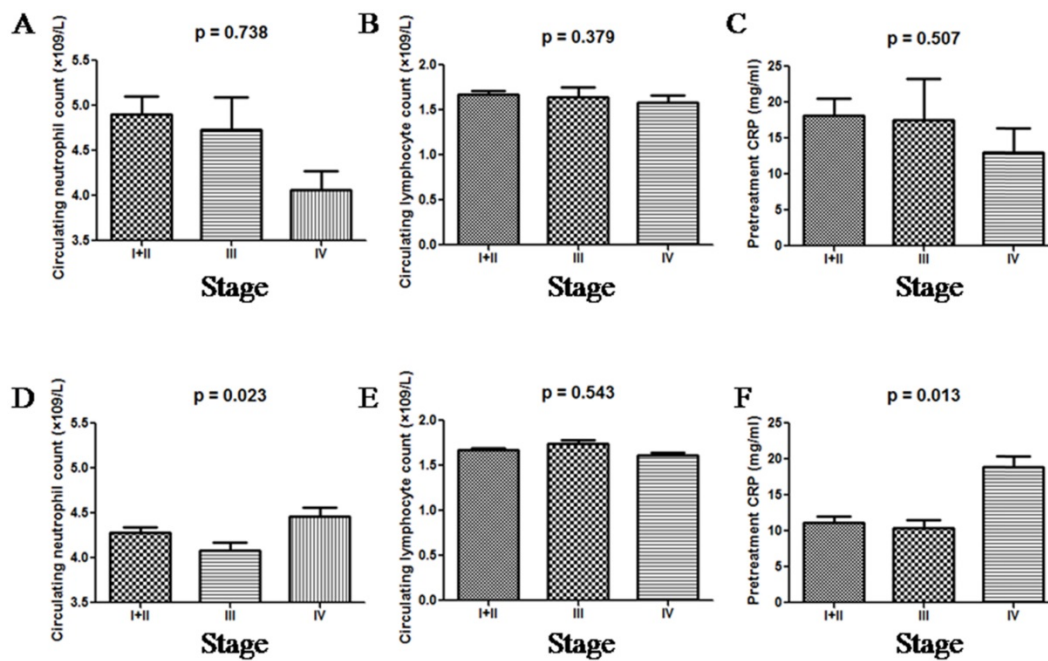 A
p = 0.738
Circulating neutrophil count (×109/L)
5.5
5.0
4.5
4.0
3.5
I+II
III
IV
Stage
B
p = 0.379
Circulating lymphocyte count (×109/L)
2.0
1.5
1.0
0.5
0.0
I+II
III
IV
Stage
C
p = 0.507
Pretreatment CRP (mg/ml)
25
20
15
10
5
0
I+II
III
IV
Stage
D
p = 0.023
Circulating neutrophil count (×109/L)
5.5
5.0
4.5
4.0
3.5
I+II
III
IV
Stage
E
p = 0.543
Circulating lymphocyte count (×109/L)
2.0
1.5
1.0
0.5
0.0
I+II
III
IV
Stage
F
p = 0.013
Pretreatment CRP (mg/ml)
25
20
15
10
5
0
I+II
III
IV
Stage